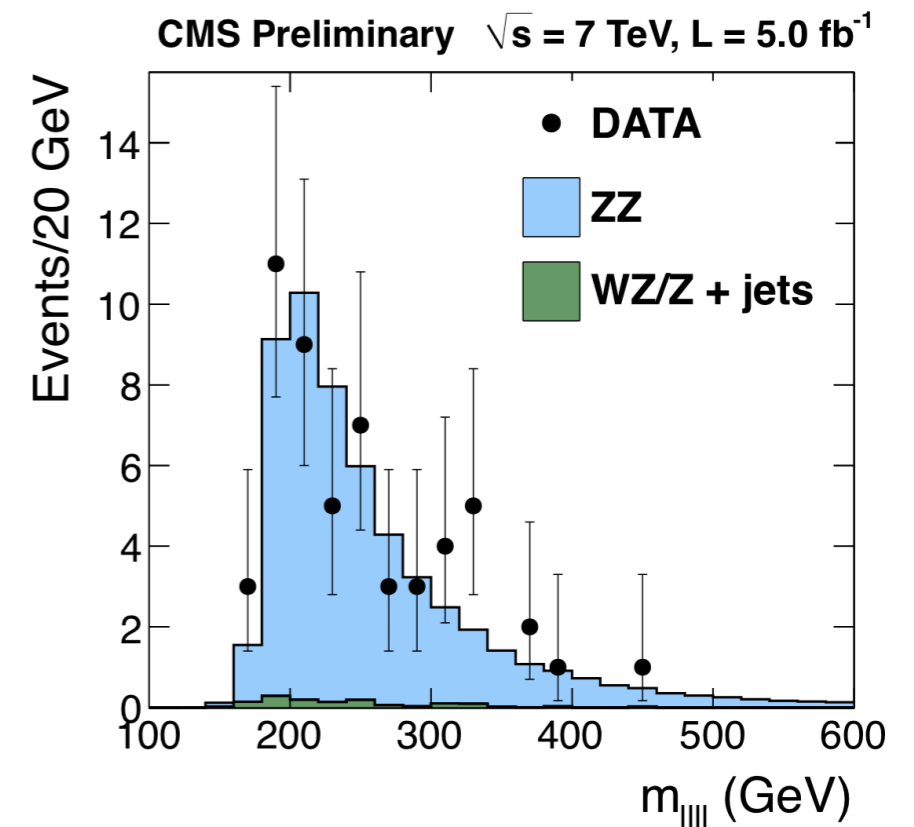 CMS Preliminary √s = 7 TeV, L = 5.0 fb⁻¹
Events/20 GeV
14
12
10
8
6
4
2
0
DATA
ZZ
WZ/Z + jets
100 200 300 400 500 600
m_llll (GeV)